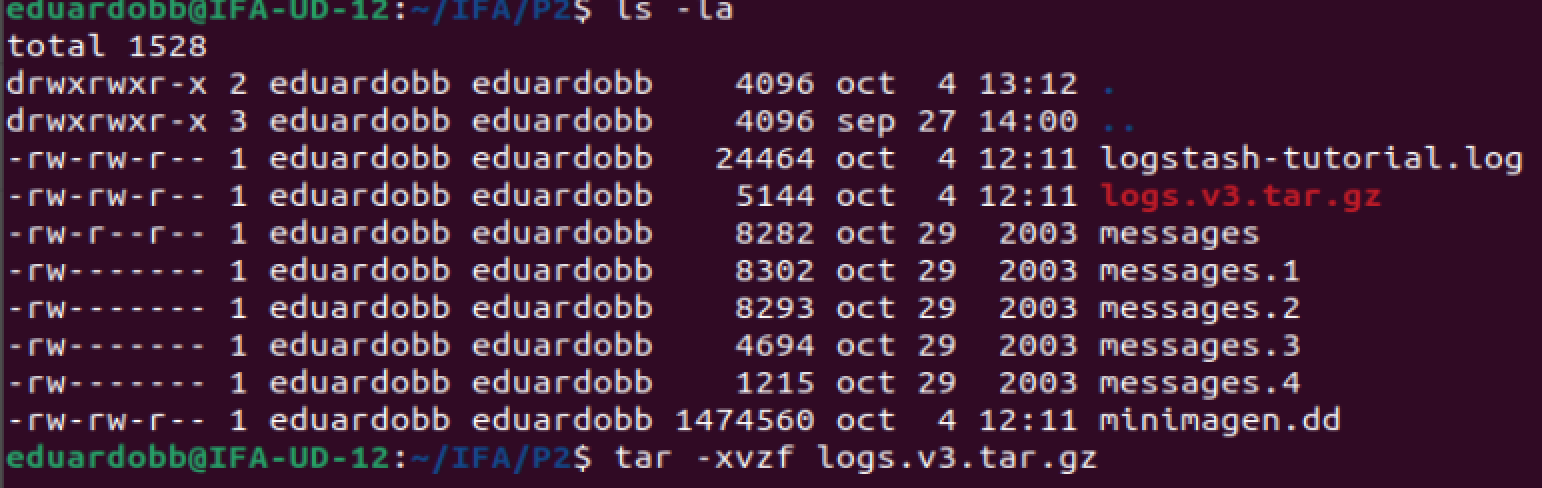 eduardobb@IFA-UD-12:~/IFA/P2$ ls -la
total 1528
drwxrwxr-x 2 eduardobb eduardobb    4096 oct  4 13:12 .
drwxrwxr-x 3 eduardobb eduardobb    4096 sep 27 14:00 ..
-rw-rw-r-- 1 eduardobb eduardobb   24464 oct  4 12:11 logstash-tutorial.log
-rw-rw-r-- 1 eduardobb eduardobb    5144 oct  4 12:11 logs.v3.tar.gz
-rw-r--r-- 1 eduardobb eduardobb    8282 oct 29  2003 messages
-rw------- 1 eduardobb eduardobb    8302 oct 29  2003 messages.1
-rw------- 1 eduardobb eduardobb    8293 oct 29  2003 messages.2
-rw------- 1 eduardobb eduardobb    4694 oct 29  2003 messages.3
-rw------- 1 eduardobb eduardobb    1215 oct 29  2003 messages.4
-rw-rw-r-- 1 eduardobb eduardobb 1474560 oct  4 12:11 minimagen.dd
eduardobb@IFA-UD-12:~/IFA/P2$ tar -xvzf logs.v3.tar.gz